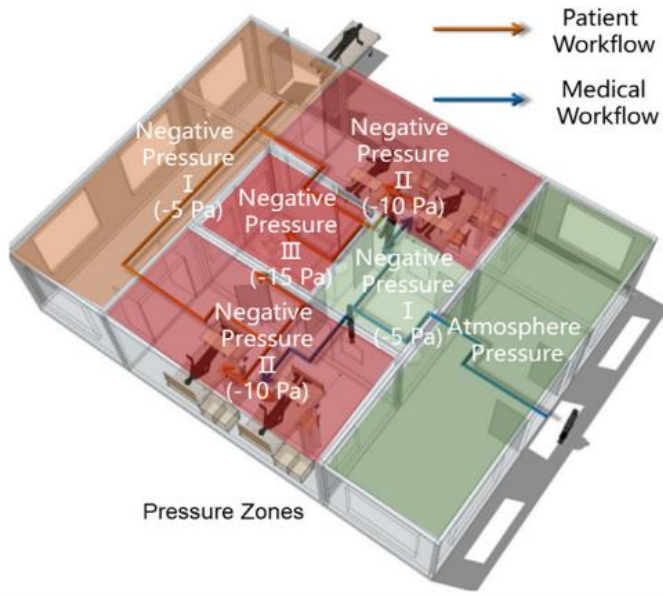 Patient
Workflow
Medical
Workflow
Negative
Pressure
I
(-5 Pa)
Negative
Pressure
II
(-10 Pa)
Negative
Pressure
III
(-15 Pa)
Negative
Pressure
I
(-5 Pa)
Atmosphere
Pressure
Negative
Pressure
II
(-10 Pa)
Pressure Zones